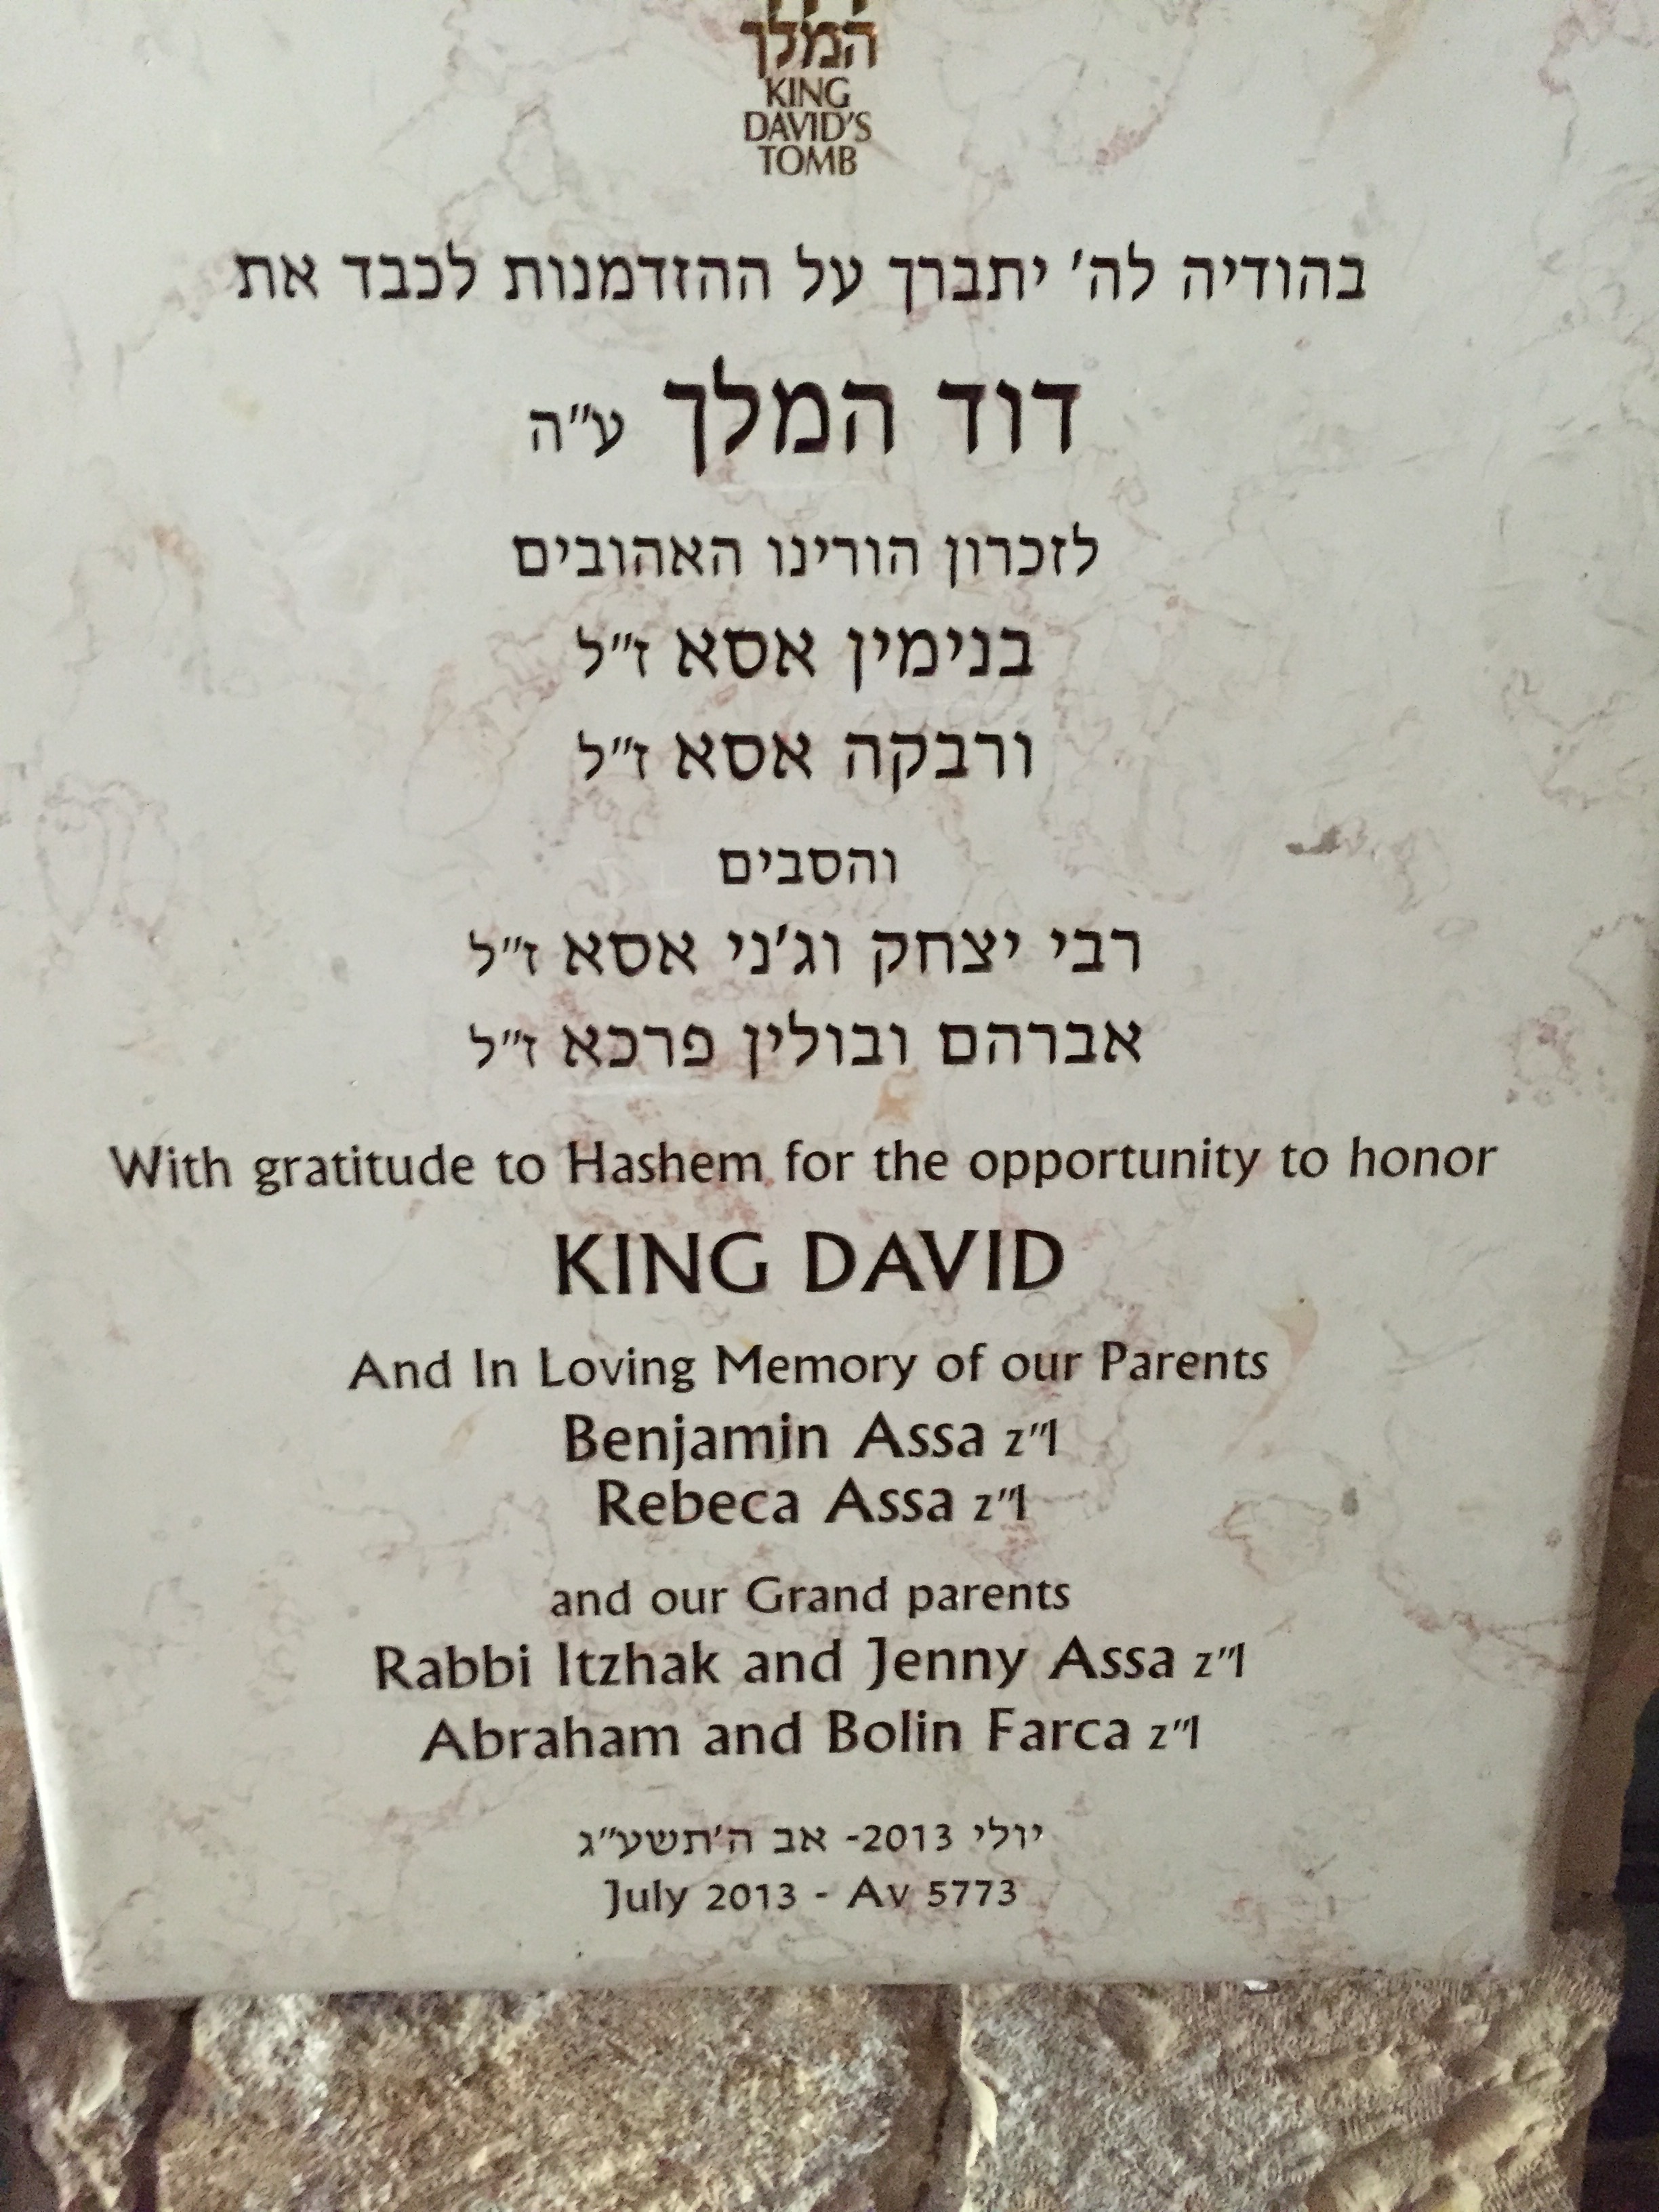 המלך
KING
DAVID'S
TOMB
בהודיה לה' יתברך על ההזדמנות לכבד את
דוד המלך ע"ה
לזכרון הורינו האהובים
בנימין אסא ז"ל
ורבקה אסא ז"ל
והסבים
רבי יצחק וג'ני אסא ז"ל
אברהם ובולין פרכא ז"ל
With gratitude to Hashem for the opportunity to honor
KING DAVID
And In Loving Memory of our Parents
Benjamin Assa z"l
Rebeca Assa z"l
and our Grand parents
Rabbi Itzhak and Jenny Assa z"l
Abraham and Bolin Farca z"l
יולי 2013- אב ה'תשע"ג
July 2013 - Av 5773